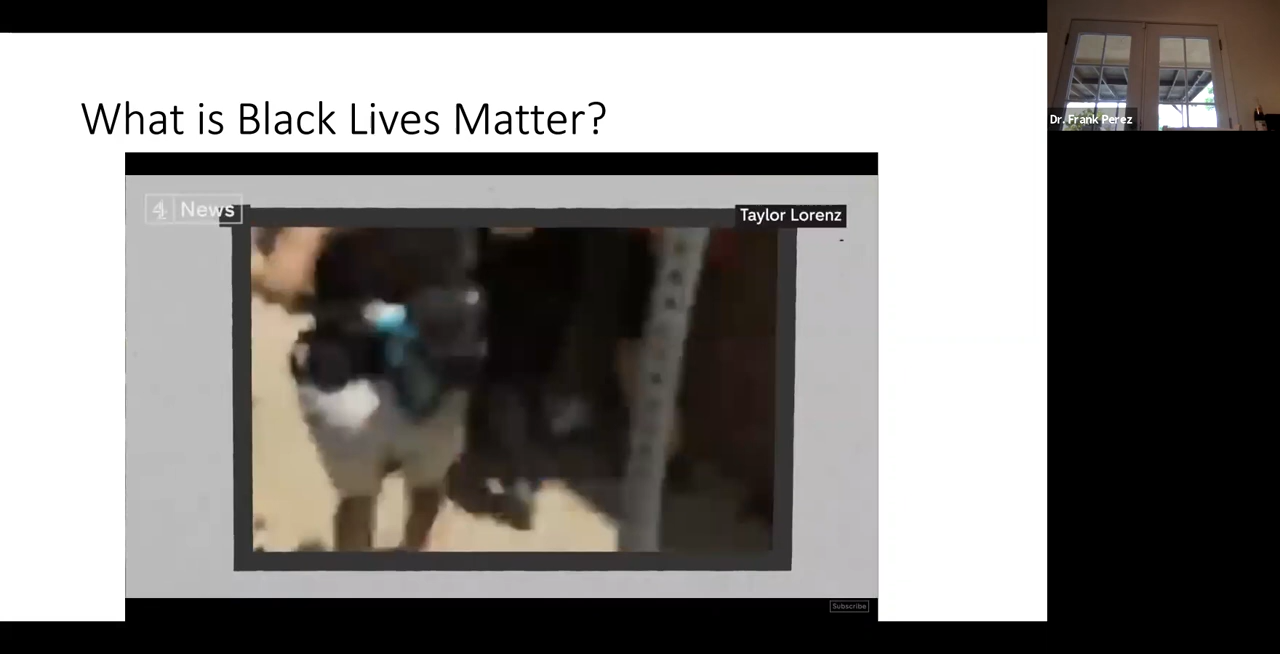 What is Black Lives Matter?
Dr. Frank Perez
4 News
Taylor Lorenz
Subscribe